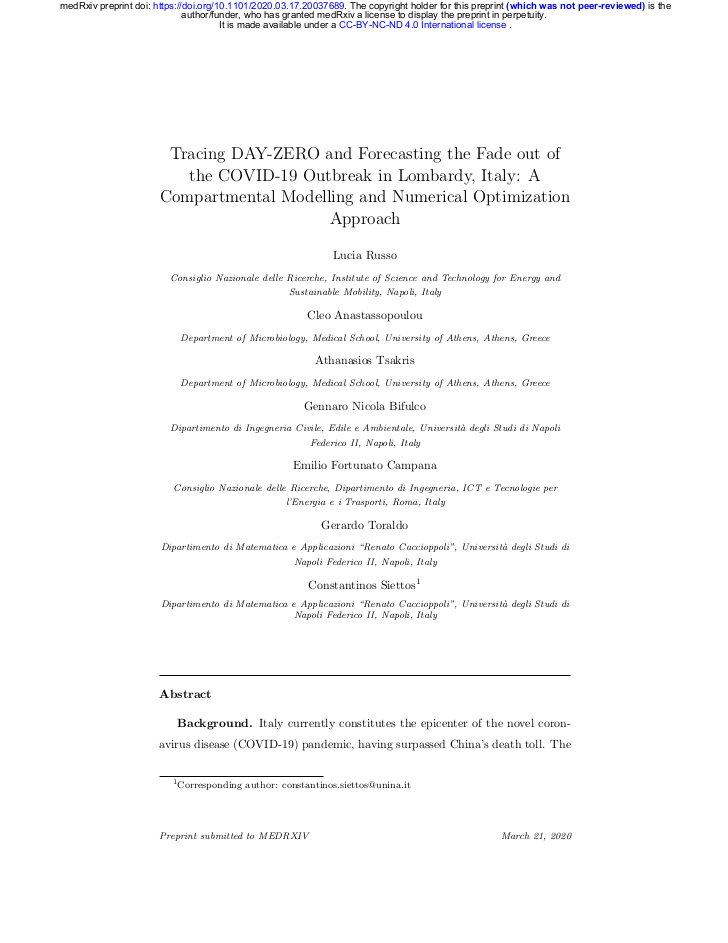 medRxiv preprint doi: https://doi.org/10.1101/2020.03.17.20037689. The copyright holder for this preprint (which was not peer-reviewed) is the
author/funder, who has granted medRxiv a license to display the preprint in perpetuity.
It is made available under a CC-BY-NC-ND 4.0 International license .
Tracing DAY-ZERO and Forecasting the Fade out of
the COVID-19 Outbreak in Lombardy, Italy: A
Compartmental Modelling and Numerical Optimization
Approach
Lucia Russo
Consiglio Nazionale delle Ricerche, Institute of Science and Technology for Energy and
Sustainable Mobility, Napoli, Italy
Cleo Anastassopoulou
Department of Microbiology, Medical School, University of Athens, Athens, Greece
Athanasios Tsakris
Department of Microbiology, Medical School, University of Athens, Athens, Greece
Gennaro Nicola Bifulco
Dipartimento di Ingegneria Civile, Edile e Ambientale, Università degli Studi di Napoli
Federico II, Napoli, Italy
Emilio Fortunato Campana
Consiglio Nazionale delle Ricerche, Dipartimento di Ingegneria, ICT e Tecnologie per
l'Energia e i Trasporti, Roma, Italy
Gerardo Toraldo
Dipartimento di Matematica e Applicazioni "Renato Caccioppoli", Università degli Studi di
Napoli Federico II, Napoli, Italy
Constantinos Siettos1
Dipartimento di Matematica e Applicazioni "Renato Caccioppoli", Università degli Studi di
Napoli Federico II, Napoli, Italy
Abstract
Background. Italy currently constitutes the epicenter of the novel coron-
avirus disease (COVID-19) pandemic, having surpassed China's death toll. The
1Corresponding author: constantinos.siettos@unina.it
Preprint submitted to MEDRXIV March 21, 2020